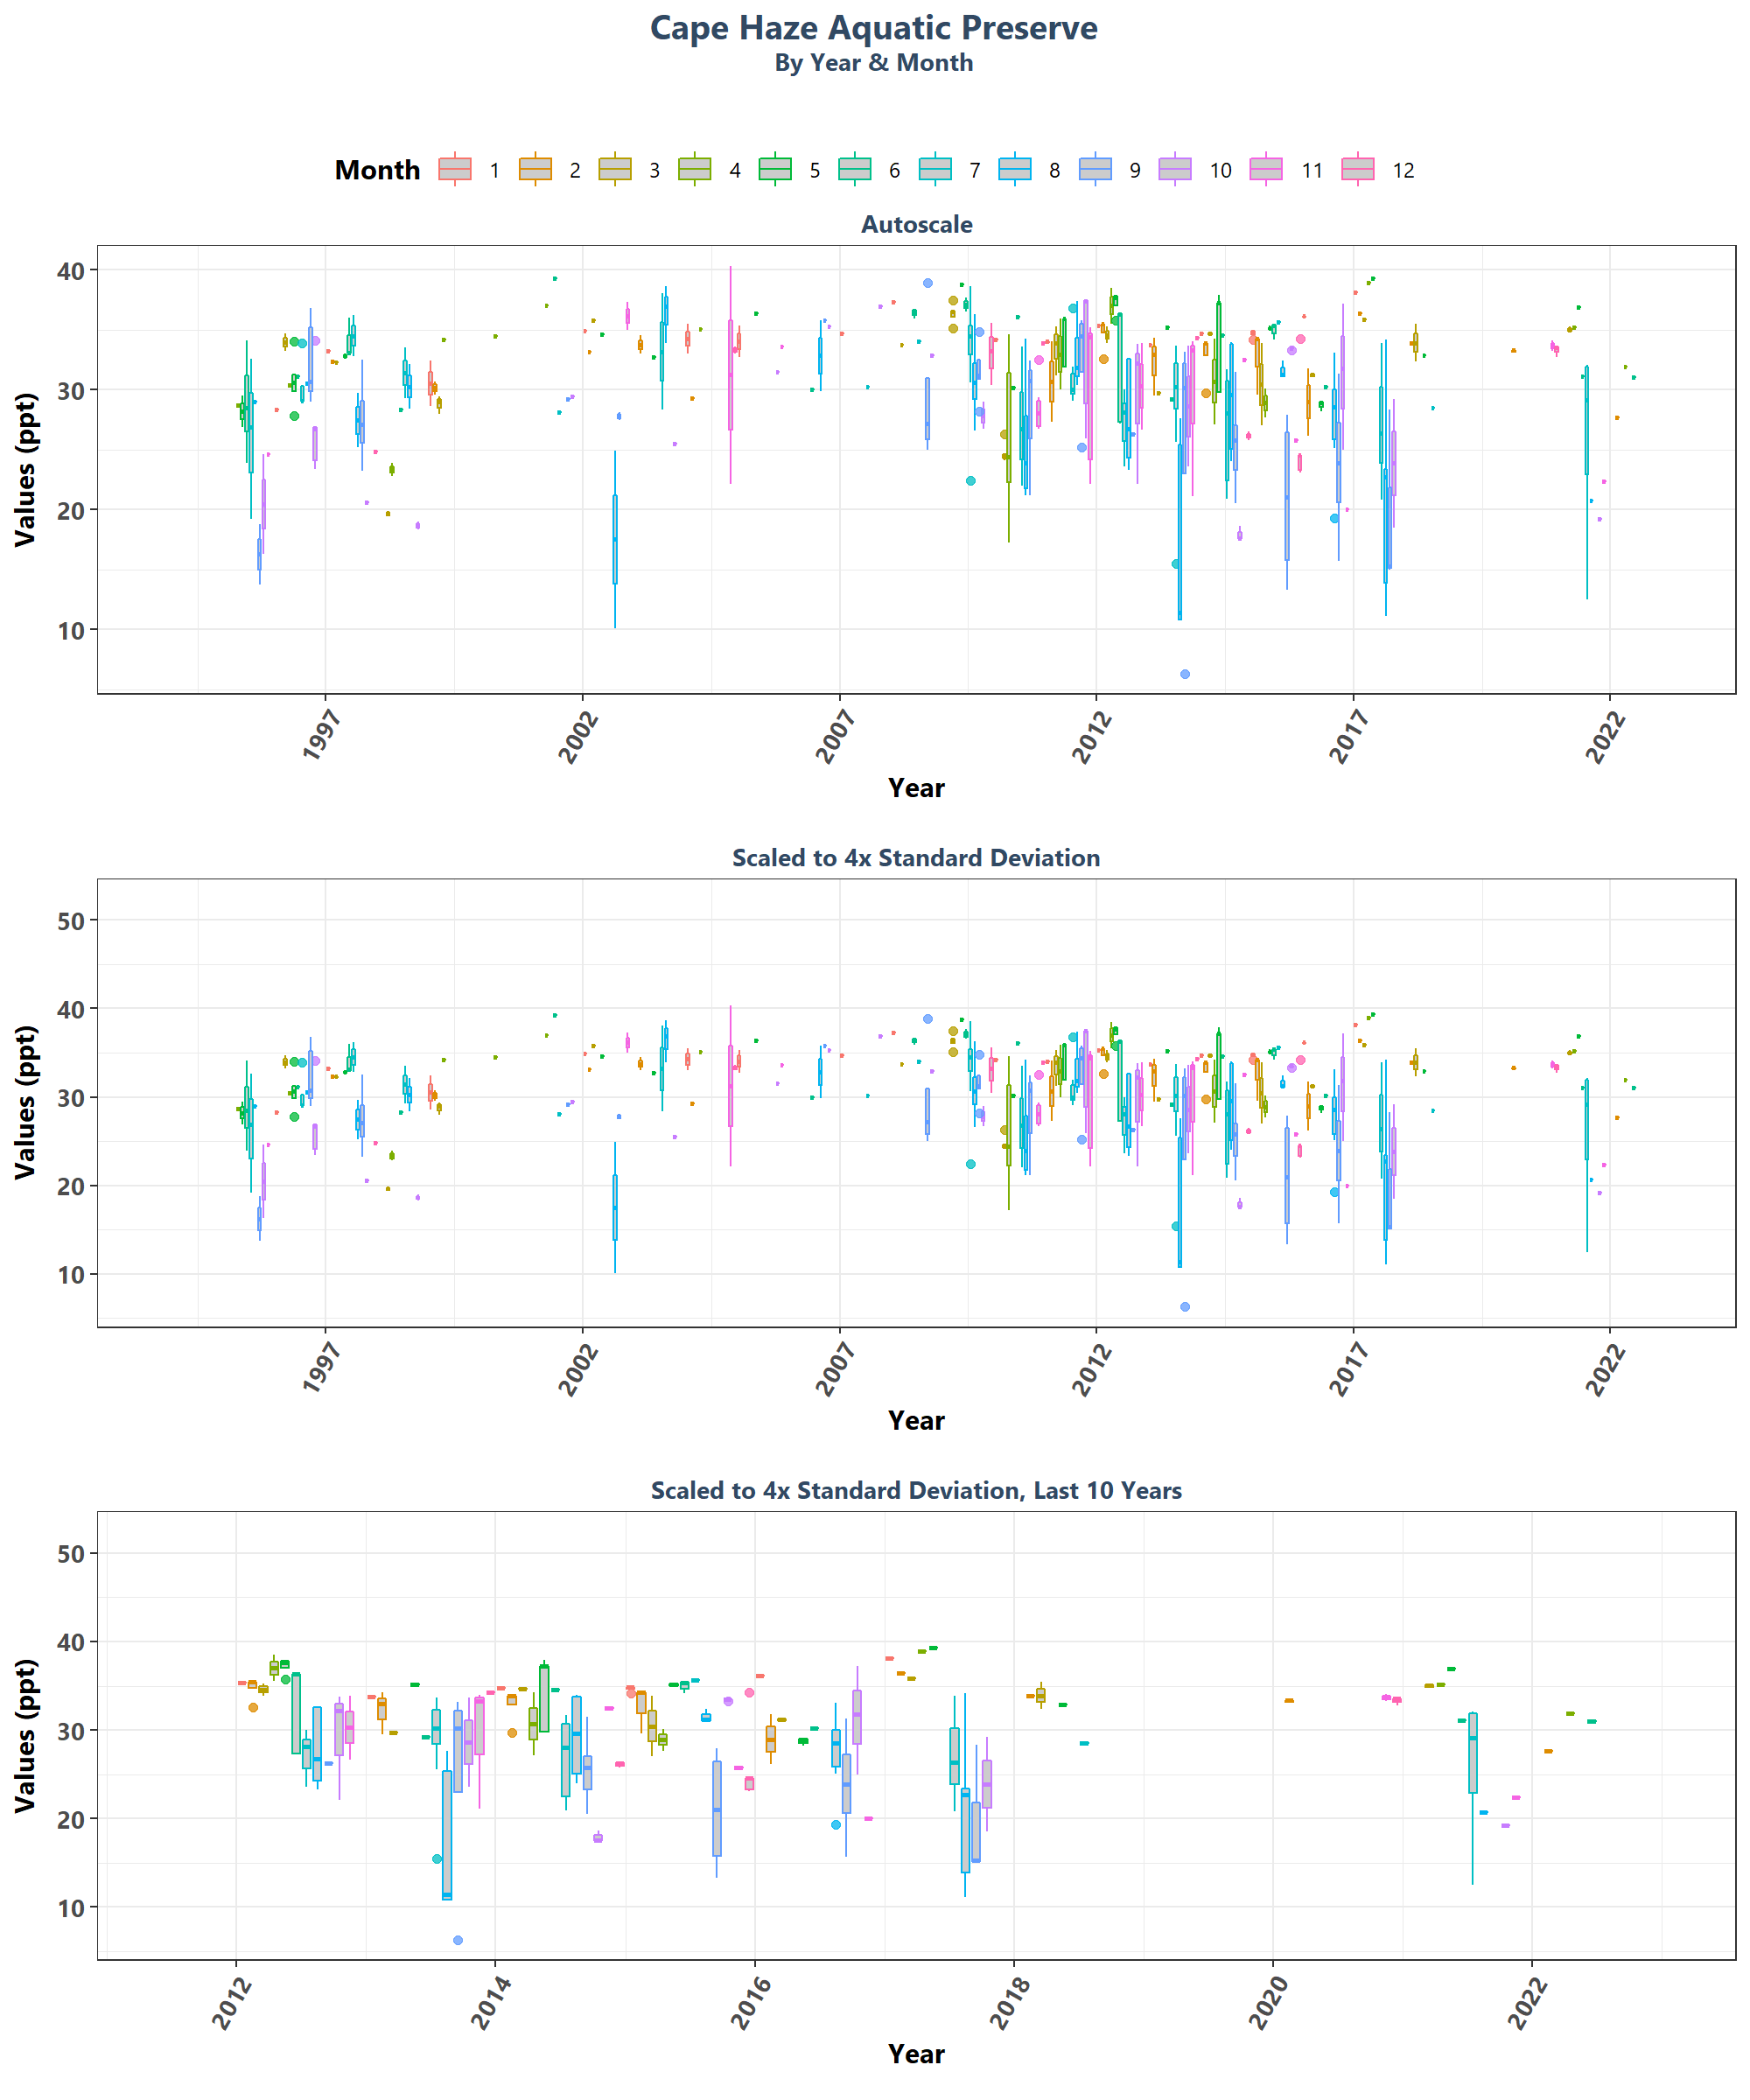 Cape Haze Aquatic Preserve
By Year & Month
Month 1 2 3 4 5 6 7 8 9 10 11 12
Autoscale
Values (ppt)
40
30
20
10
1997 2002 2007 2012 2017 2022
Year
Scaled to 4x Standard Deviation
Values (ppt)
50
40
30
20
10
1997 2002 2007 2012 2017 2022
Year
Scaled to 4x Standard Deviation, Last 10 Years
Values (ppt)
50
40
30
20
10
2012 2014 2016 2018 2020 2022
Year